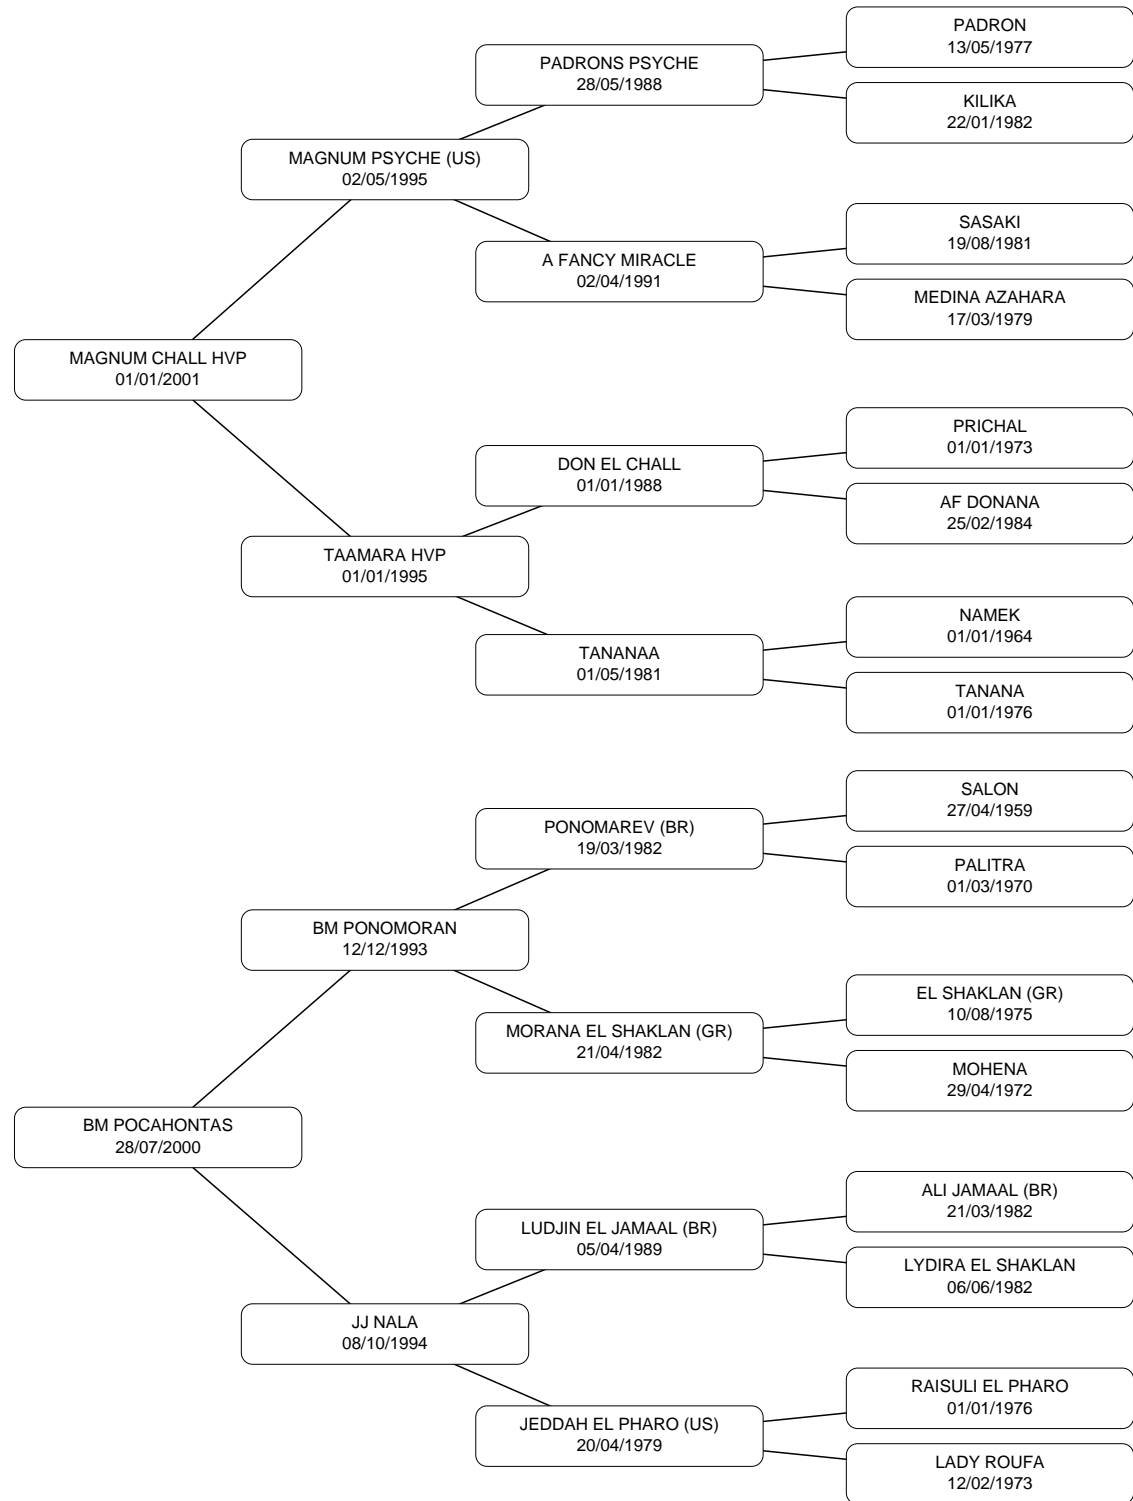 PADRON
13/05/1977
PADRONS PSYCHE
28/05/1988
KILIKA
22/01/1982
MAGNUM PSYCHE (US)
02/05/1995
SASAKI
19/08/1981
A FANCY MIRACLE
02/04/1991
MEDINA AZAHARA
17/03/1979
MAGNUM CHALL HVP
01/01/2001
PRICHAL
01/01/1973
DON EL CHALL
01/01/1988
AF DONANA
25/02/1984
TAAMARA HVP
01/01/1995
NAMEK
01/01/1964
TANANAA
01/05/1981
TANANA
01/01/1976
SALON
27/04/1959
PONOMAREV (BR)
19/03/1982
PALITRA
01/03/1970
BM PONOMORAN
12/12/1993
EL SHAKLAN (GR)
10/08/1975
MORANA EL SHAKLAN (GR)
21/04/1982
MOHENA
29/04/1972
BM POCAHONTAS
28/07/2000
ALI JAMAAL (BR)
21/03/1982
LUDJIN EL JAMAAL (BR)
05/04/1989
LYDIRA EL SHAKLAN
06/06/1982
JJ NALA
08/10/1994
RAISULI EL PHARO
01/01/1976
JEDDAH EL PHARO (US)
20/04/1979
LADY ROUFA
12/02/1973